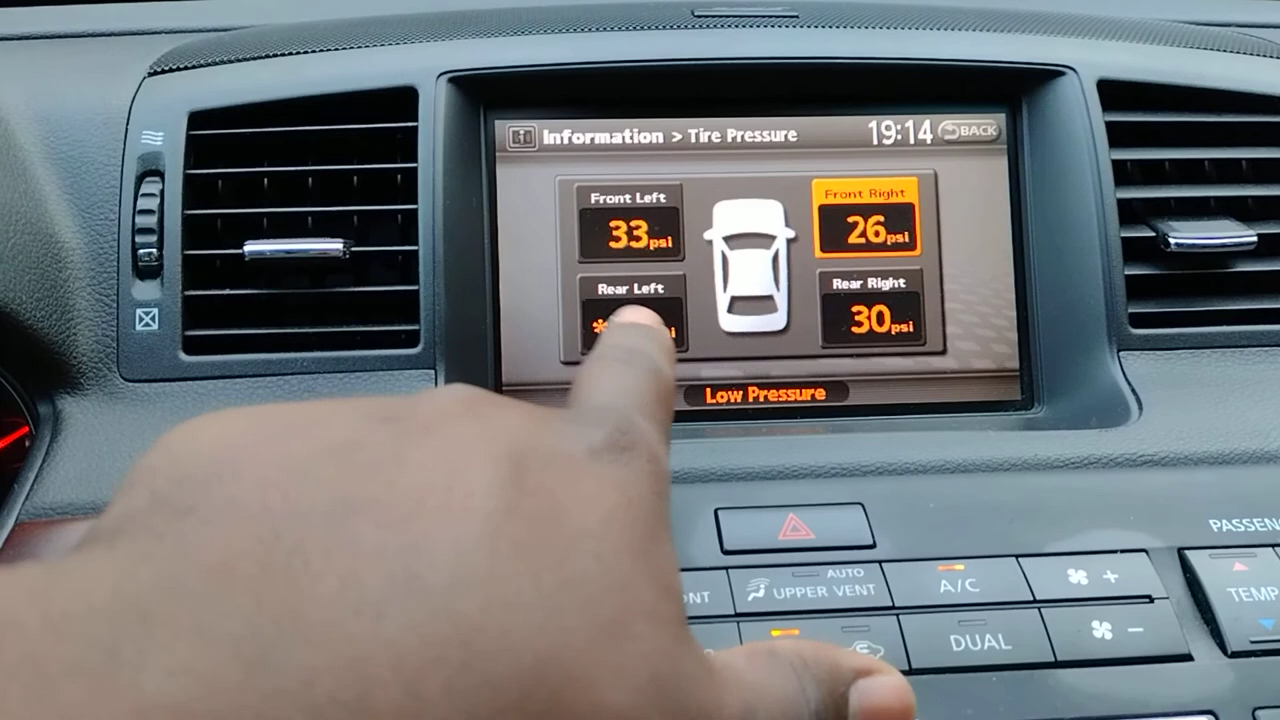 Information > Tire Pressure 19:14 BACK
Front Left Front Right
33psi 26psi
Rear Left Rear Right
30psi
Low Pressure
PASSEN
AUTO
UPPER VENT A/C + TEMP
DUAL -